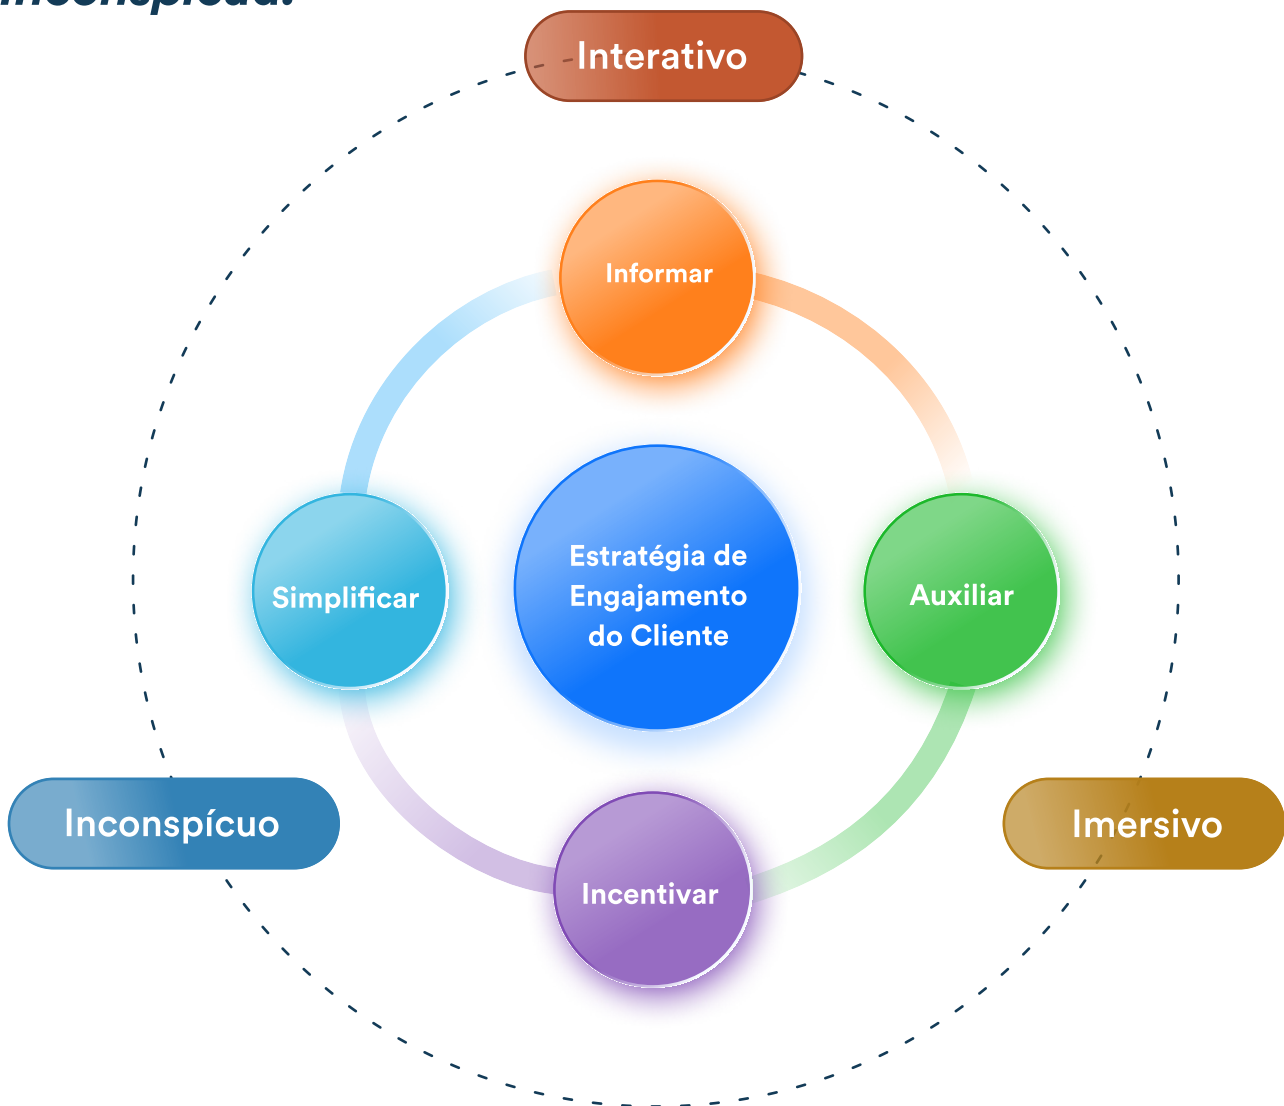 Interativo
Informar
Simplificar
Estratégia de
Engajamento
do Cliente
Auxiliar
Inconspícuo
Imersivo
Incentivar